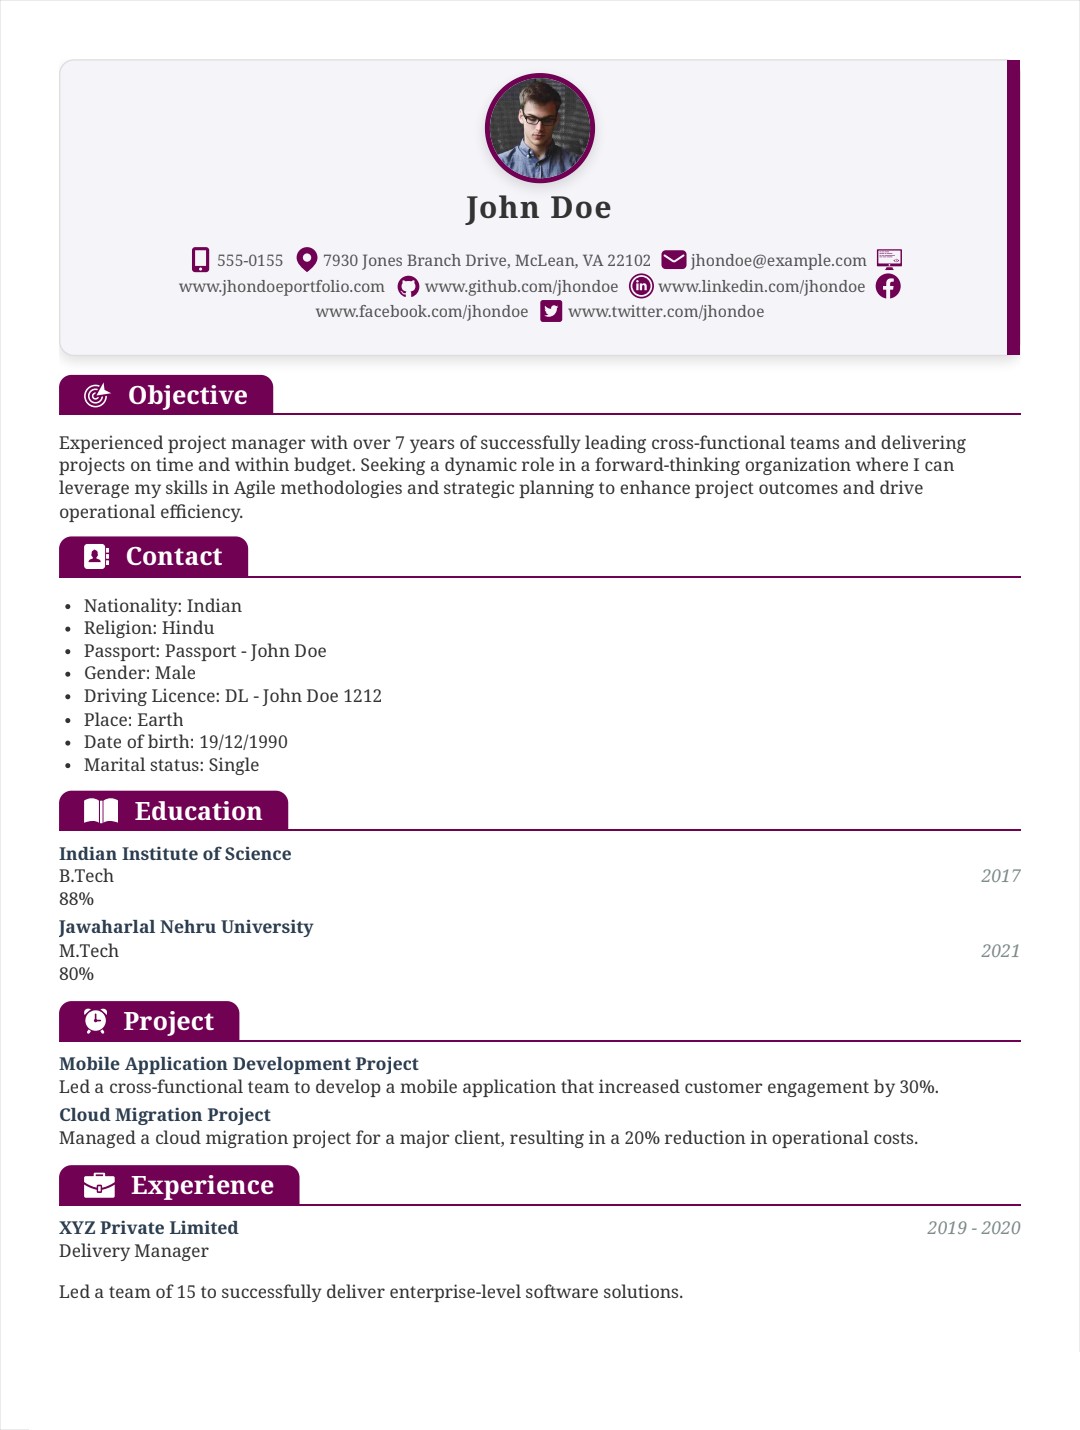 John Doe
555-0155 7930 Jones Branch Drive, McLean, VA 22102 jhondoe@example.com
www.jhondoeportfolio.com www.github.com/jhondoe www.linkedin.com/jhondoe
www.facebook.com/jhondoe www.twitter.com/jhondoe
Objective
Experienced project manager with over 7 years of successfully leading cross-functional teams and delivering
projects on time and within budget. Seeking a dynamic role in a forward-thinking organization where I can
leverage my skills in Agile methodologies and strategic planning to enhance project outcomes and drive
operational efficiency.
Contact
• Nationality: Indian
• Religion: Hindu
• Passport: Passport - John Doe
• Gender: Male
• Driving Licence: DL - John Doe 1212
• Place: Earth
• Date of birth: 19/12/1990
• Marital status: Single
Education
Indian Institute of Science
B.Tech 2017
88%
Jawaharlal Nehru University
M.Tech 2021
80%
Project
Mobile Application Development Project
Led a cross-functional team to develop a mobile application that increased customer engagement by 30%.
Cloud Migration Project
Managed a cloud migration project for a major client, resulting in a 20% reduction in operational costs.
Experience
XYZ Private Limited 2019 - 2020
Delivery Manager
Led a team of 15 to successfully deliver enterprise-level software solutions.